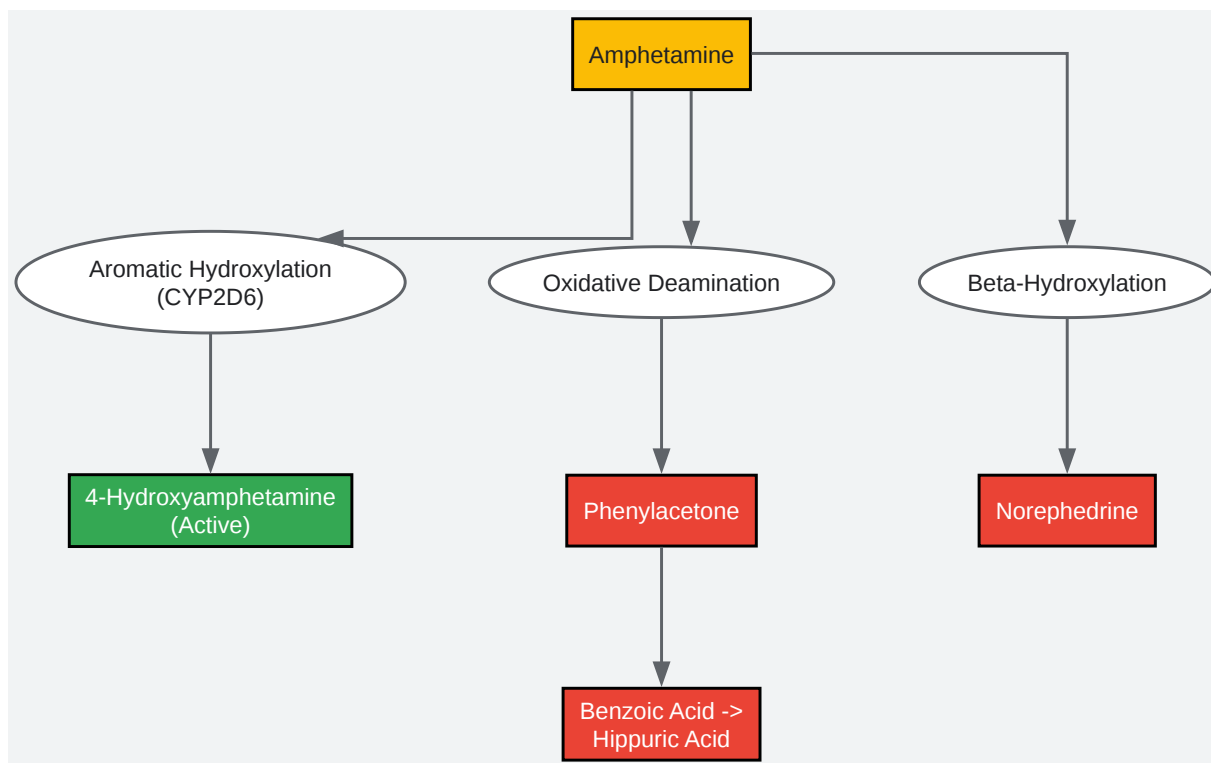 Amphetamine
Aromatic Hydroxylation
(CYP2D6)
Oxidative Deamination
Beta-Hydroxylation
4-Hydroxyamphetamine
(Active)
Phenylacetone
Norephedrine
Benzoic Acid ->
Hippuric Acid